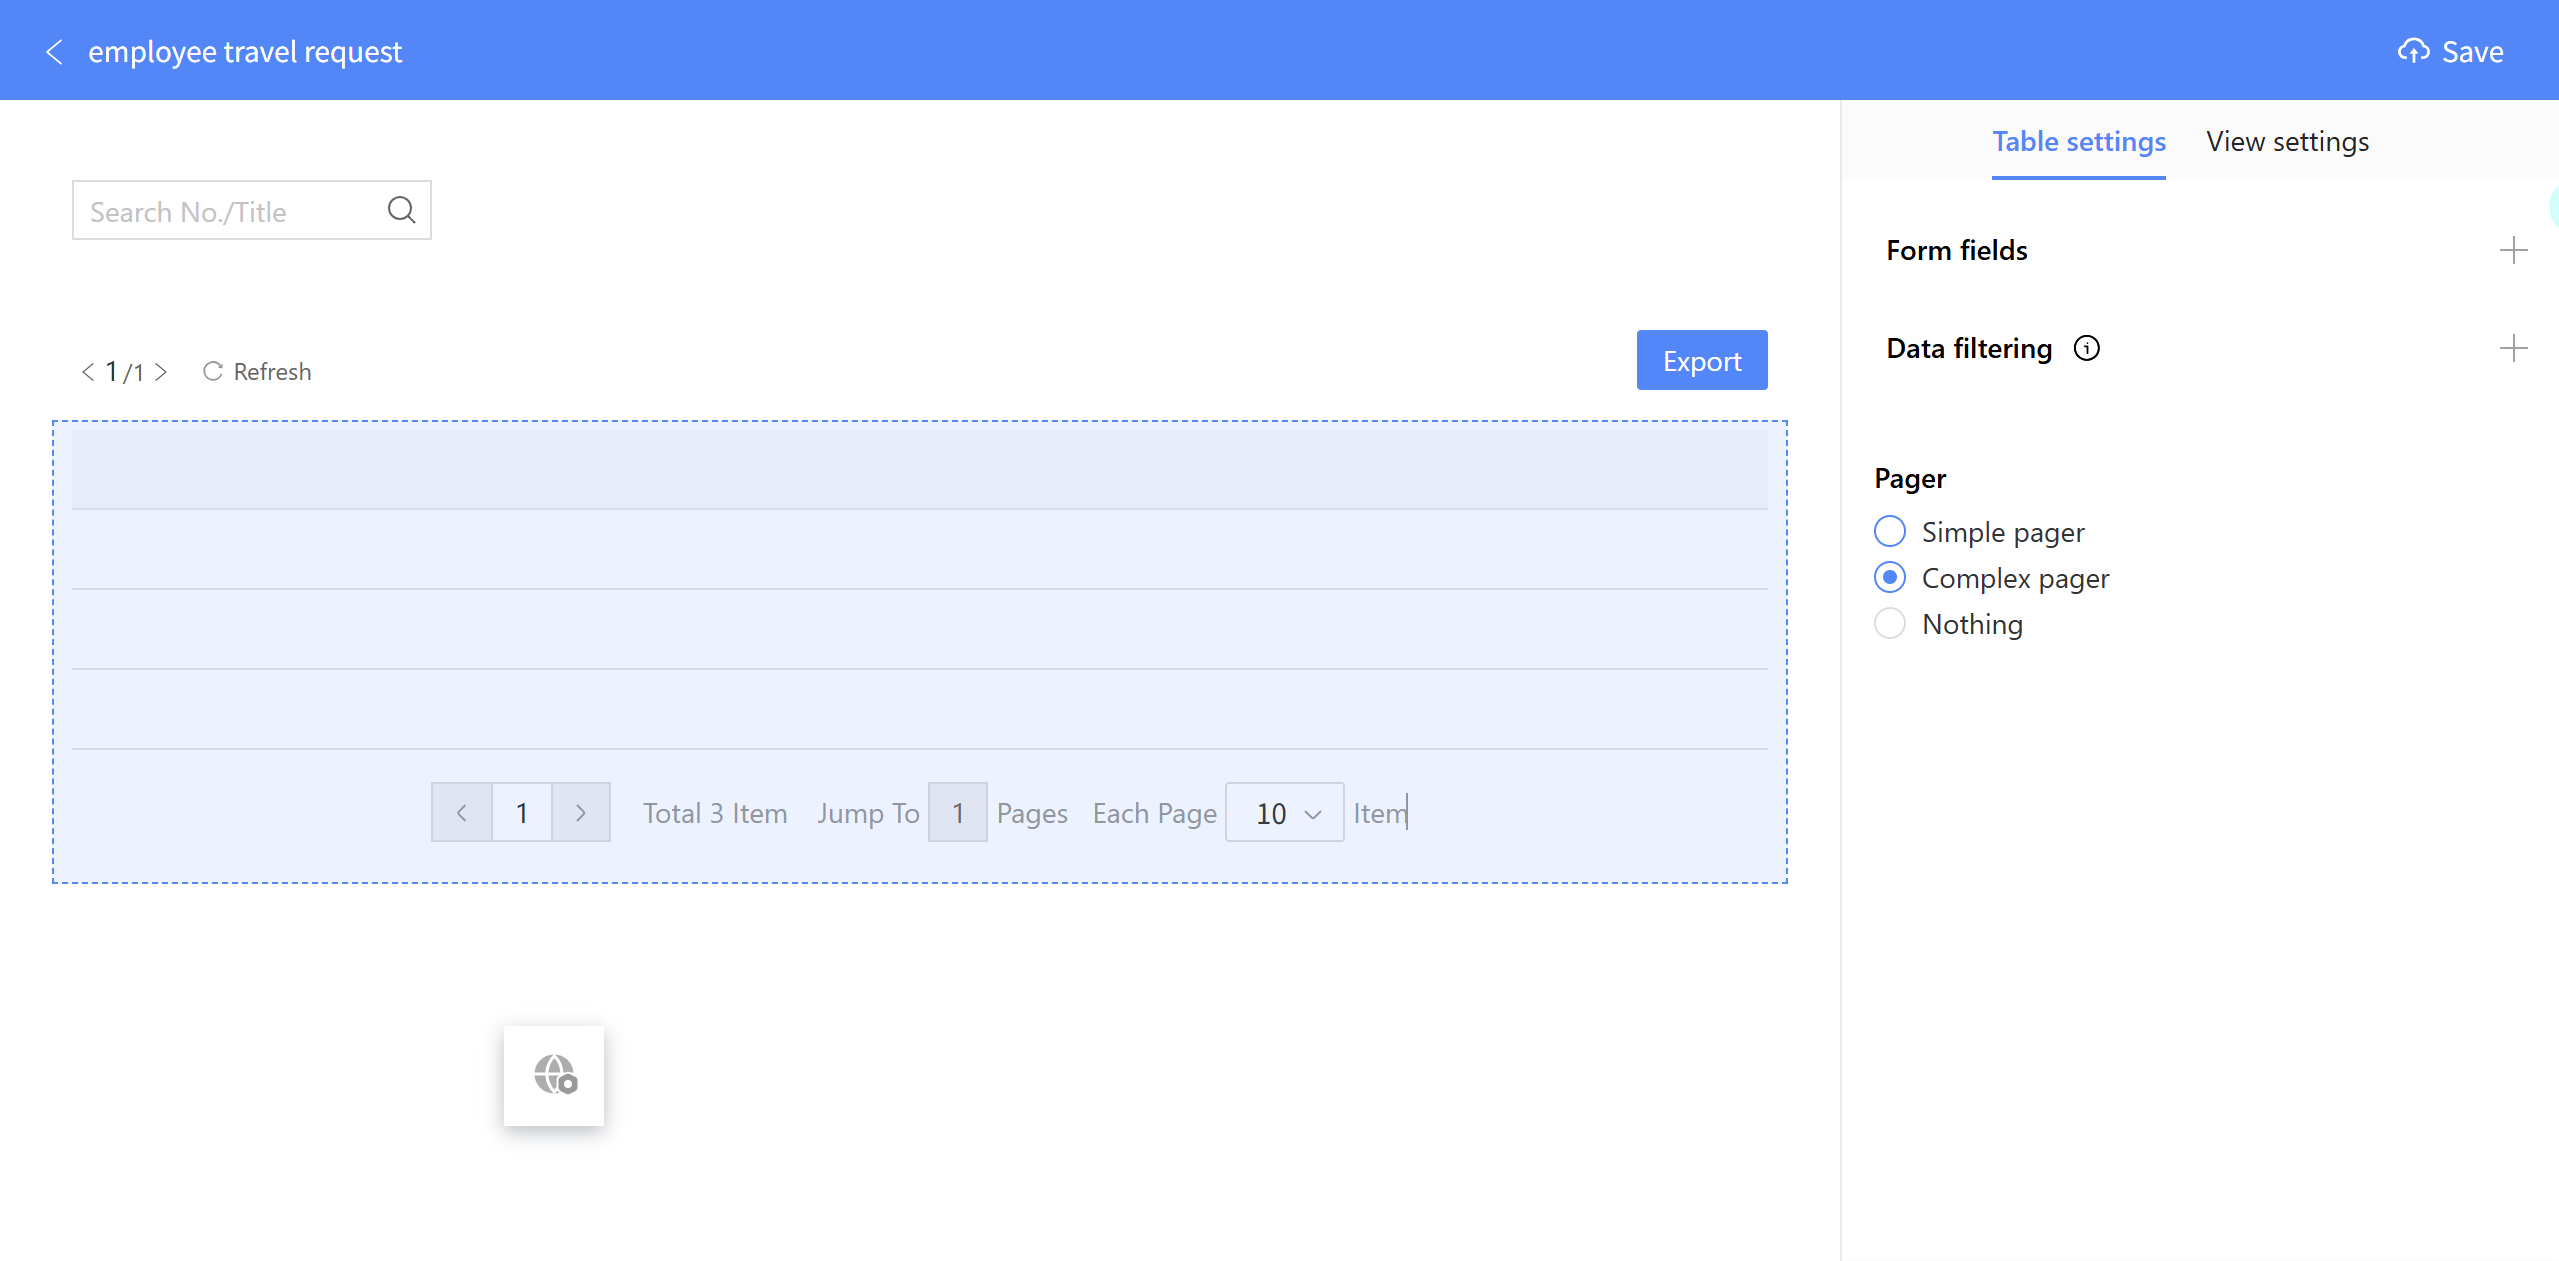 employee travel request
Save
Search No./Title
1/1 Refresh
Export
1 Total 3 Item Jump To 1 Pages Each Page 10 Item
Table settings View settings
Form fields
Data filtering
Pager
Simple pager
Complex pager
Nothing